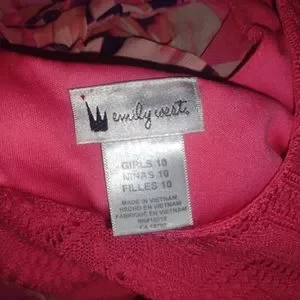 emily west
GIRLS 10
NIÑAS 10
FILLES 10
MADE IN VIETNAM
HECHO EN VIETNAM
FABRIQUÉ EN VIETNAM